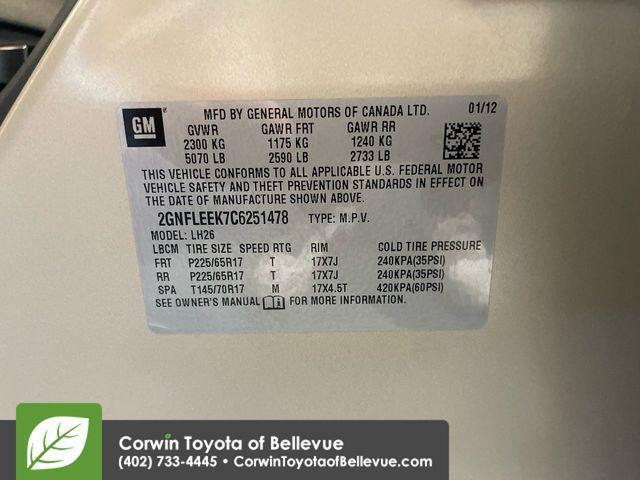 GM
MFD BY GENERAL MOTORS OF CANADA LTD. 01/12
GVWR GAWR FRT GAWR RR
2300 KG 1175 KG 1240 KG
5070 LB 2590 LB 2733 LB
THIS VEHICLE CONFORMS TO ALL APPLICABLE U.S. FEDERAL MOTOR
VEHICLE SAFETY AND THEFT PREVENTION STANDARDS IN EFFECT ON
THE DATE OF MANUFACTURE SHOWN ABOVE.
2GNFLEEK7C6251478 TYPE: M.P.V.
MODEL: LH26
LBCM TIRE SIZE SPEED RTG RIM COLD TIRE PRESSURE
FRT P225/65R17 T 17X7J 240KPA(35PSI)
RR P225/65R17 T 17X7J 240KPA(35PSI)
SPA T145/70R17 M 17X4.5T 420KPA(60PSI)
SEE OWNER'S MANUAL FOR MORE INFORMATION.
Corwin Toyota of Bellevue
(402) 733-4445 • CorwinToyotaofBellevue.com